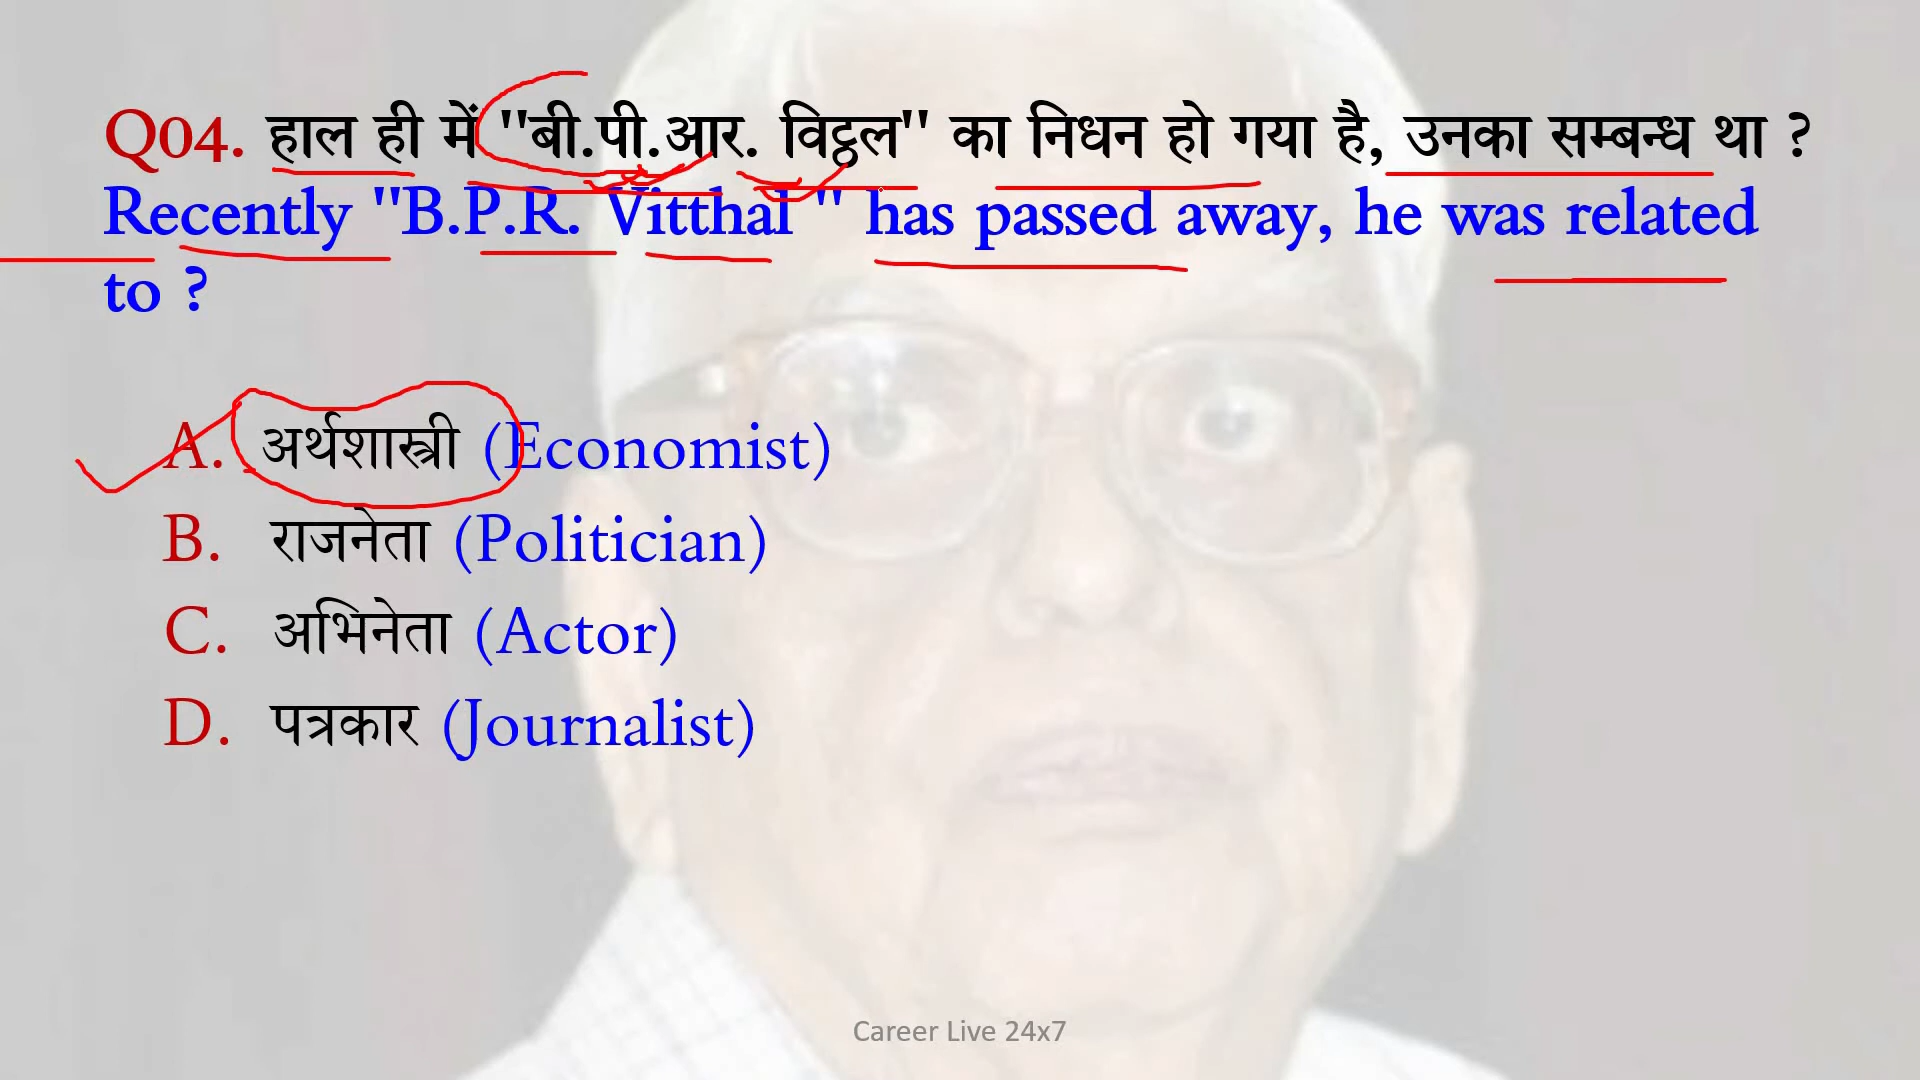 Q04. हाल ही में "बी.पी.आर. विट्ठल" का निधन हो गया है, उनका सम्बन्ध था ?
Recently "B.P.R. Vitthal " has passed away, he was related
to ?
A. अर्थशास्त्री (Economist)
B. राजनेता (Politician)
C. अभिनेता (Actor)
D. पत्रकार (Journalist)
Career Live 24x7